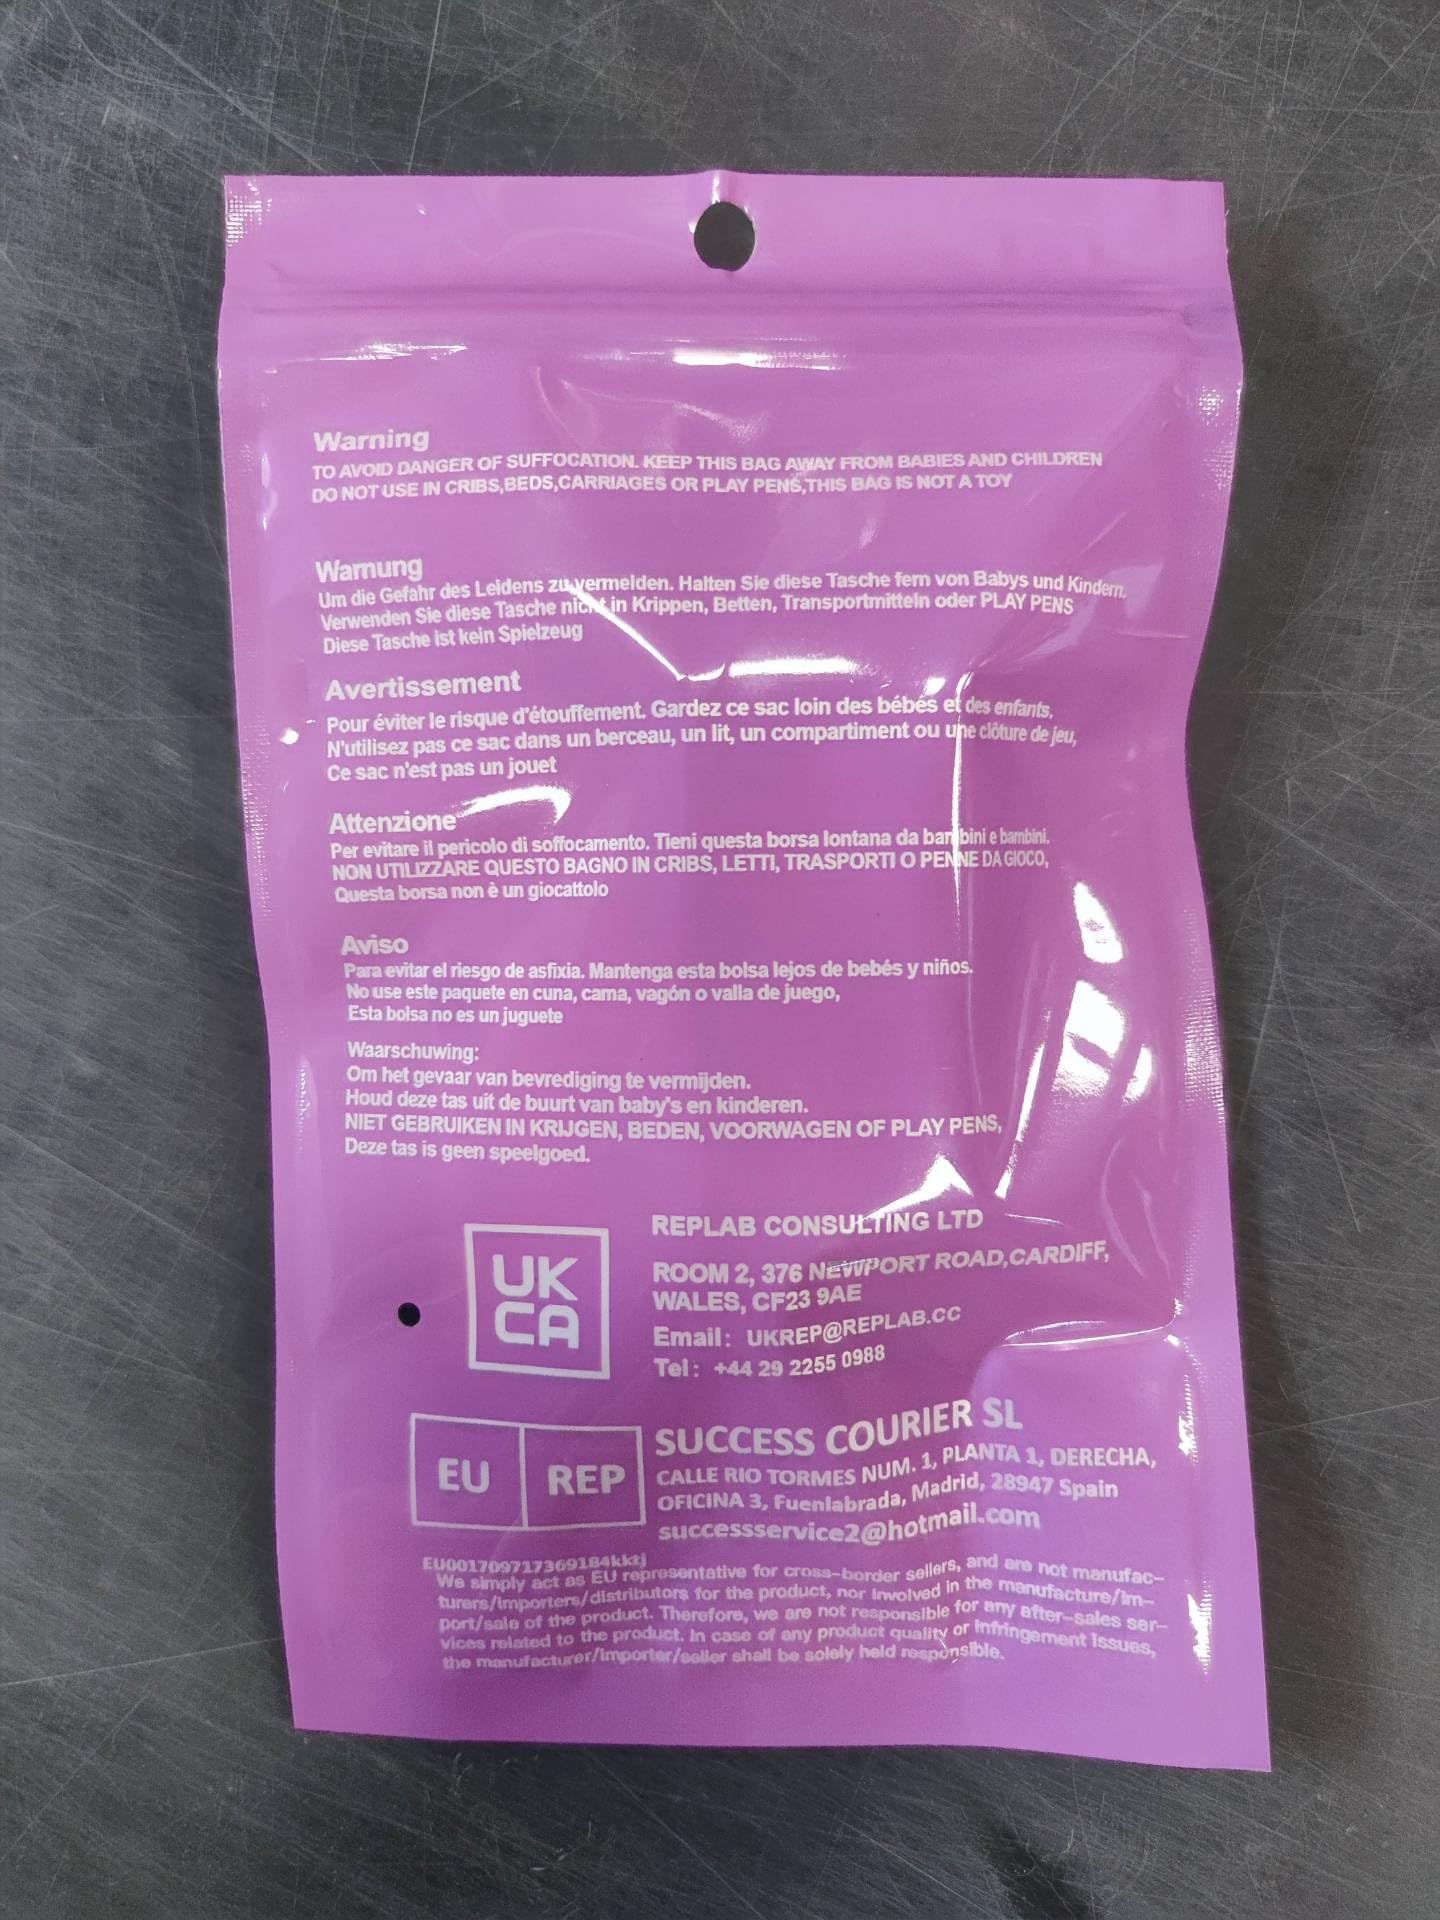 Warning
TO AVOID DANGER OF SUFFOCATION. KEEP THIS BAG AWAY FROM BABIES AND CHILDREN
DO NOT USE IN CRIBS,BEDS,CARRIAGES OR PLAY PENS,THIS BAG IS NOT A TOY
Warnung
Um die Gefahr des Leidens zu vermeiden. Halten Sie diese Tasche fern von Babys und Kindern.
Verwenden Sie diese Tasche nicht in Krippen, Betten, Transportmitteln oder PLAY PENS
Diese Tasche ist kein Spielzeug
Avertissement
Pour éviter le risque d'étouffement. Gardez ce sac loin des bébés et des enfants.
N'utilisez pas ce sac dans un berceau, un lit, un compartiment ou une clôture de jeu,
Ce sac n'est pas un jouet
Attenzione
Per evitare il pericolo di soffocamento. Tieni questa borsa lontana da bambini e bambini.
NON UTILIZZARE QUESTO BAGNO IN CRIBS, LETTI, TRASPORTI O PENNE DA GIOCO,
Questa borsa non è un giocattolo
Aviso
Para evitar el riesgo de asfixia. Mantenga esta bolsa lejos de bebés y niños.
No use este paquete en cuna, cama, vagón o valla de juego,
Esta bolsa no es un juguete
Waarschuwing:
Om het gevaar van bevrediging te vermijden.
Houd deze tas uit de buurt van baby's en kinderen.
NIET GEBRUIKEN IN KRIJGEN, BEDEN, VOORWAGEN OF PLAY PENS,
Deze tas is geen speelgoed.
UK
CA
REPLAB CONSULTING LTD
ROOM 2, 376 NEWPORT ROAD,CARDIFF,
WALES, CF23 9AE
Email: UKREP@REPLAB.CC
Tel: +44 29 2255 0988
EU REP
SUCCESS COURIER SL
CALLE RIO TORMES NUM. 1, PLANTA 1, DERECHA,
OFICINA 3, Fuenlabrada, Madrid, 28947 Spain
successservice2@hotmail.com
EU001709717369184kktj
We simply act as EU representative for cross-border sellers, and are not manufac-
turers/importers/distributors for the product, nor involved in the manufacture/im-
port/sale of the product. Therefore, we are not responsible for any after-sales ser-
vices related to the product. In case of any product quality or infringement issues,
the manufacturer/importer/seller shall be solely held responsible.